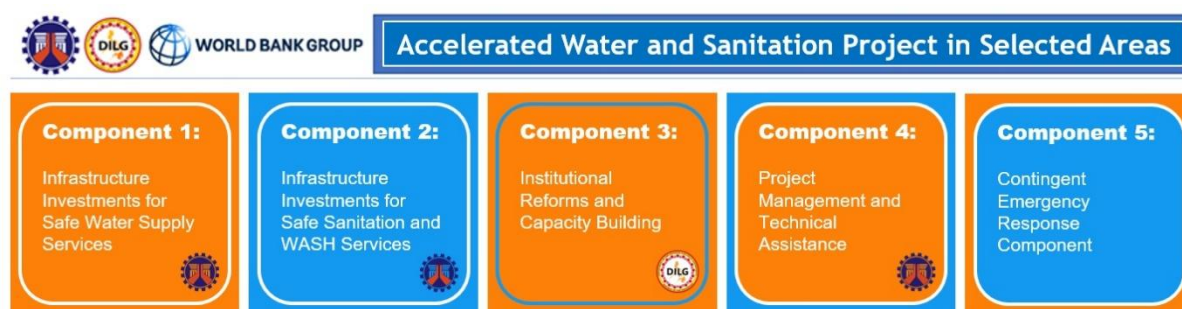 DILG
WORLD BANK GROUP
Accelerated Water and Sanitation Project in Selected Areas
Component 1:
Infrastructure
Investments for
Safe Water Supply
Services
Component 2:
Infrastructure
Investments for
Safe Sanitation and
WASH Services
Component 3:
Institutional
Reforms and
Capacity Building
DILG
Component 4:
Project
Management and
Technical
Assistance
Component 5:
Contingent
Emergency
Response
Component